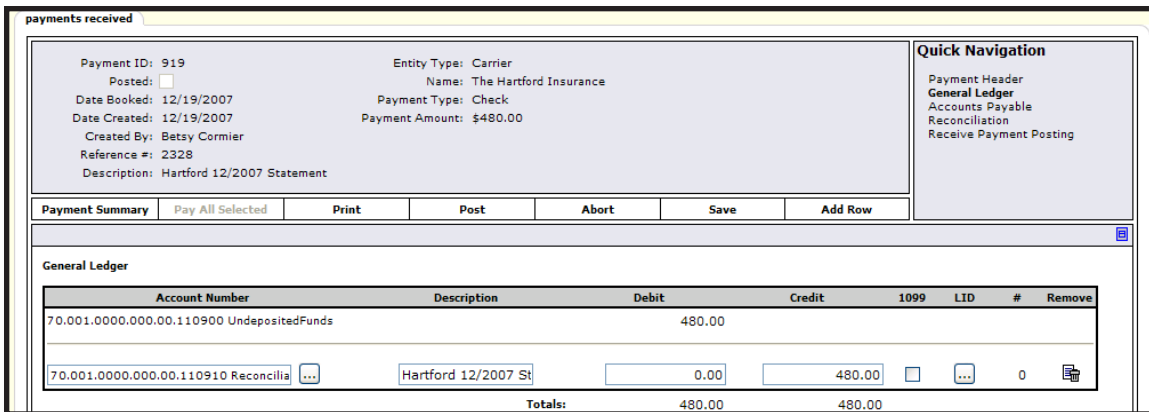 payments received
Payment ID: 919 Entity Type: Carrier
Posted: Name: The Hartford Insurance
Date Booked: 12/19/2007 Payment Type: Check
Date Created: 12/19/2007 Payment Amount: $480.00
Created By: Betsy Cormier
Reference #: 2328
Description: Hartford 12/2007 Statement
Quick Navigation
Payment Header
General Ledger
Accounts Payable
Reconciliation
Receive Payment Posting
Payment Summary Pay All Selected Print Post Abort Save Add Row
General Ledger
Account Number Description Debit Credit 1099 LID # Remove
70.001.0000.000.00.110900 UndepositedFunds 480.00
70.001.0000.000.00.110910 Reconcilia ... Hartford 12/2007 St 0.00 480.00 ... 0
Totals: 480.00 480.00